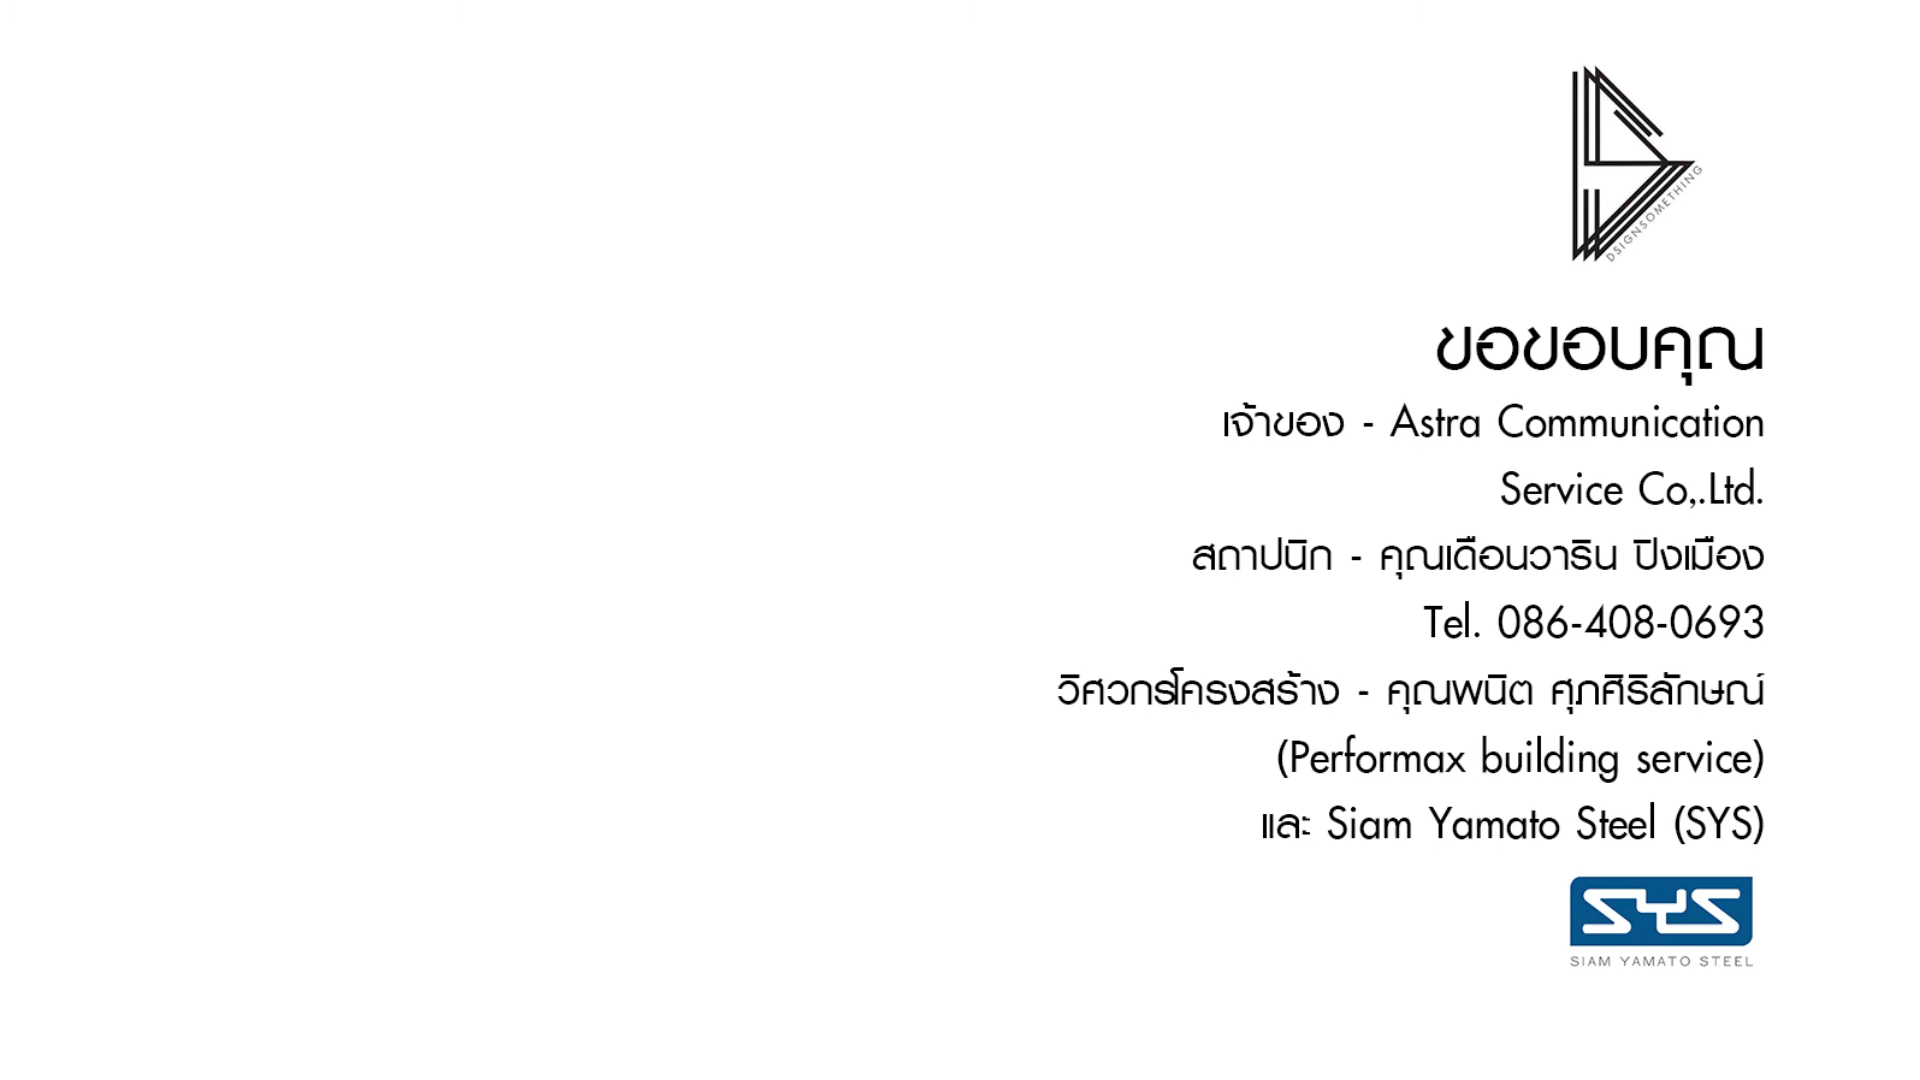 DSIGNSOMETHING
ขอขอบคุณ
เจ้าของ - Astra Communication
Service Co,.Ltd.
สถาปนิก - คุณเดือนวาริน ปิงเมือง
Tel. 086-408-0693
วิศวกรโครงสร้าง - คุณพนิต ศุภศิริลักษณ์
(Performax building service)
และ Siam Yamato Steel (SYS)
SYS
SIAM YAMATO STEEL